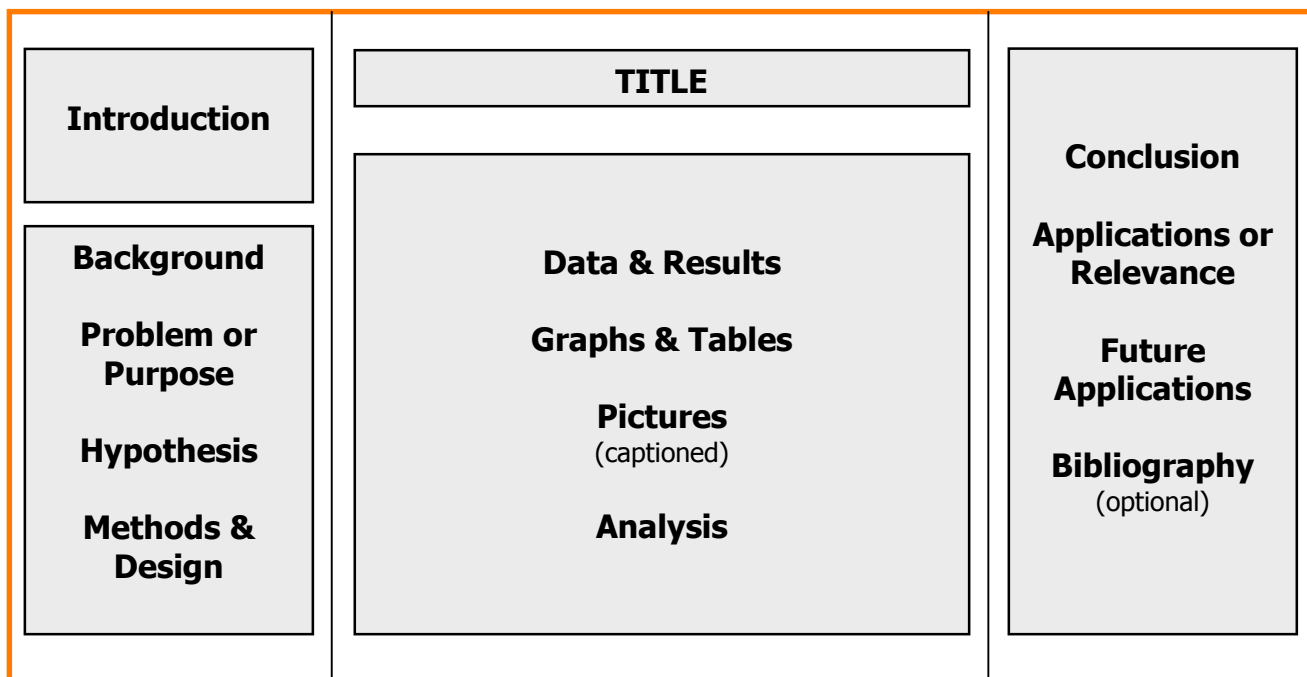 Introduction
Background
Problem or
Purpose
Hypothesis
Methods &
Design
TITLE
Data & Results
Graphs & Tables
Pictures
(captioned)
Analysis
Conclusion
Applications or
Relevance
Future
Applications
Bibliography
(optional)